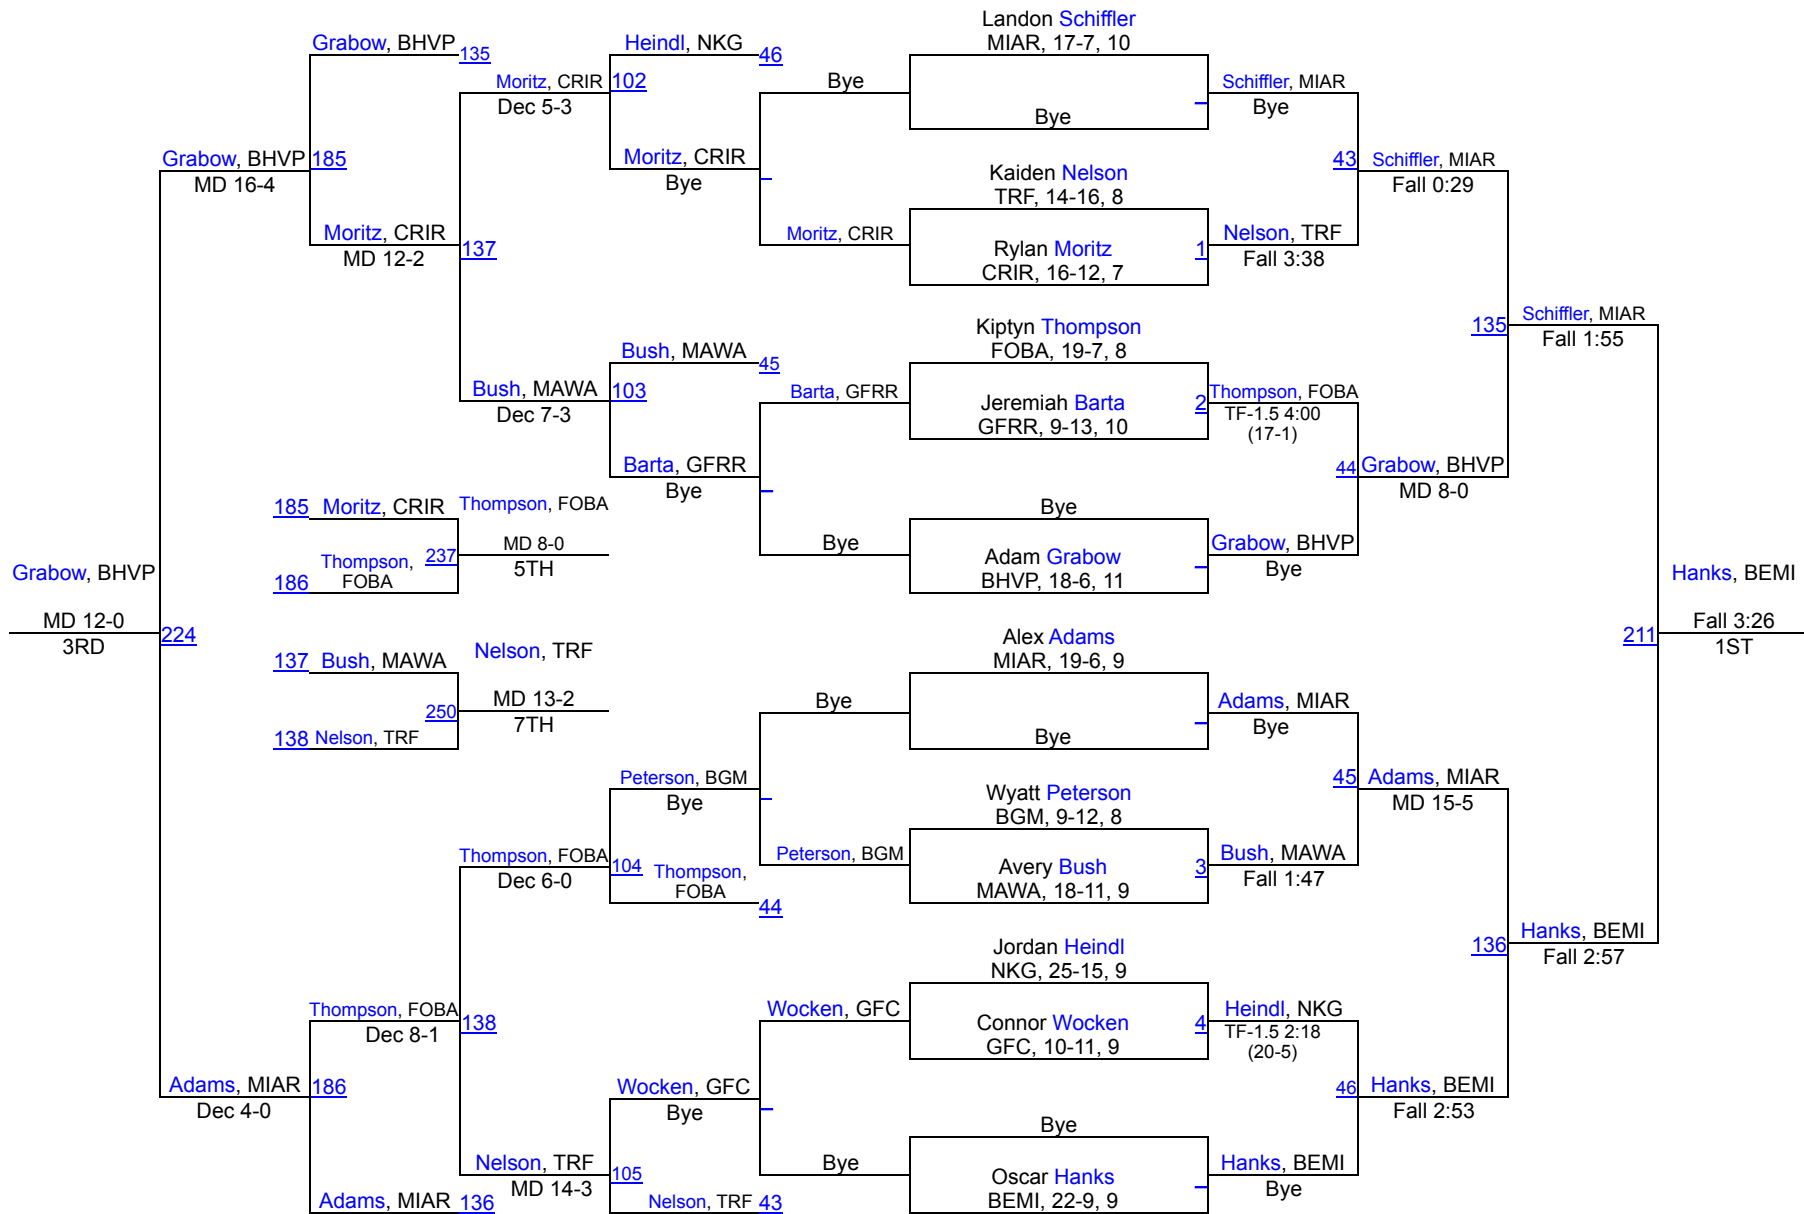 Landon Schiffler
MIAR, 17-7, 10
Bye
Kaiden Nelson
TRF, 14-16, 8
Rylan Moritz
CRIR, 16-12, 7
1
Kiptyn Thompson
FOBA, 19-7, 8
Jeremiah Barta
GFRR, 9-13, 10
2
Bye
Adam Grabow
BHVP, 18-6, 11
Alex Adams
MIAR, 19-6, 9
Bye
Wyatt Peterson
BGM, 9-12, 8
Avery Bush
MAWA, 18-11, 9
3
Jordan Heindl
NKG, 25-15, 9
Connor Wocken
GFC, 10-11, 9
4
Bye
Oscar Hanks
BEMI, 22-9, 9
Schiffler, MIAR
Bye
43
Nelson, TRF
Fall 3:38
Thompson, FOBA
TF-1.5 4:00
(17-1)
44
Grabow, BHVP
Bye
Adams, MIAR
Bye
45
Bush, MAWA
Fall 1:47
Heindl, NKG
TF-1.5 2:18
(20-5)
46
Hanks, BEMI
Bye
Schiffler, MIAR
Fall 0:29
135
Grabow, BHVP
MD 8-0
Adams, MIAR
MD 15-5
136
Hanks, BEMI
Fall 2:53
Schiffler, MIAR
Fall 1:55
211
Hanks, BEMI
Fall 2:57
Hanks, BEMI
Fall 3:26
1ST
Bye
Moritz, CRIR
Barta, GFRR
Bye
Bye
Peterson, BGM
Wocken, GFC
Bye
Heindl, NKG
46
102
Moritz, CRIR
Bye
Bush, MAWA
45
103
Barta, GFRR
Bye
Peterson, BGM
Bye
104
Thompson,
FOBA
44
Wocken, GFC
Bye
105
Nelson, TRF
43
Moritz, CRIR
Dec 5-3
137
Bush, MAWA
Dec 7-3
Thompson, FOBA
Dec 6-0
138
Nelson, TRF
MD 14-3
Grabow, BHVP
135
185
Moritz, CRIR
MD 12-2
Thompson, FOBA
Dec 8-1
186
Adams, MIAR
136
Grabow, BHVP
MD 16-4
Adams, MIAR
Dec 4-0
Grabow, BHVP
MD 12-0
3RD
224
185
Moritz, CRIR
Thompson, FOBA
237
MD 8-0
5TH
Thompson,
FOBA
186
137
Bush, MAWA
Nelson, TRF
250
MD 13-2
7TH
138
Nelson, TRF